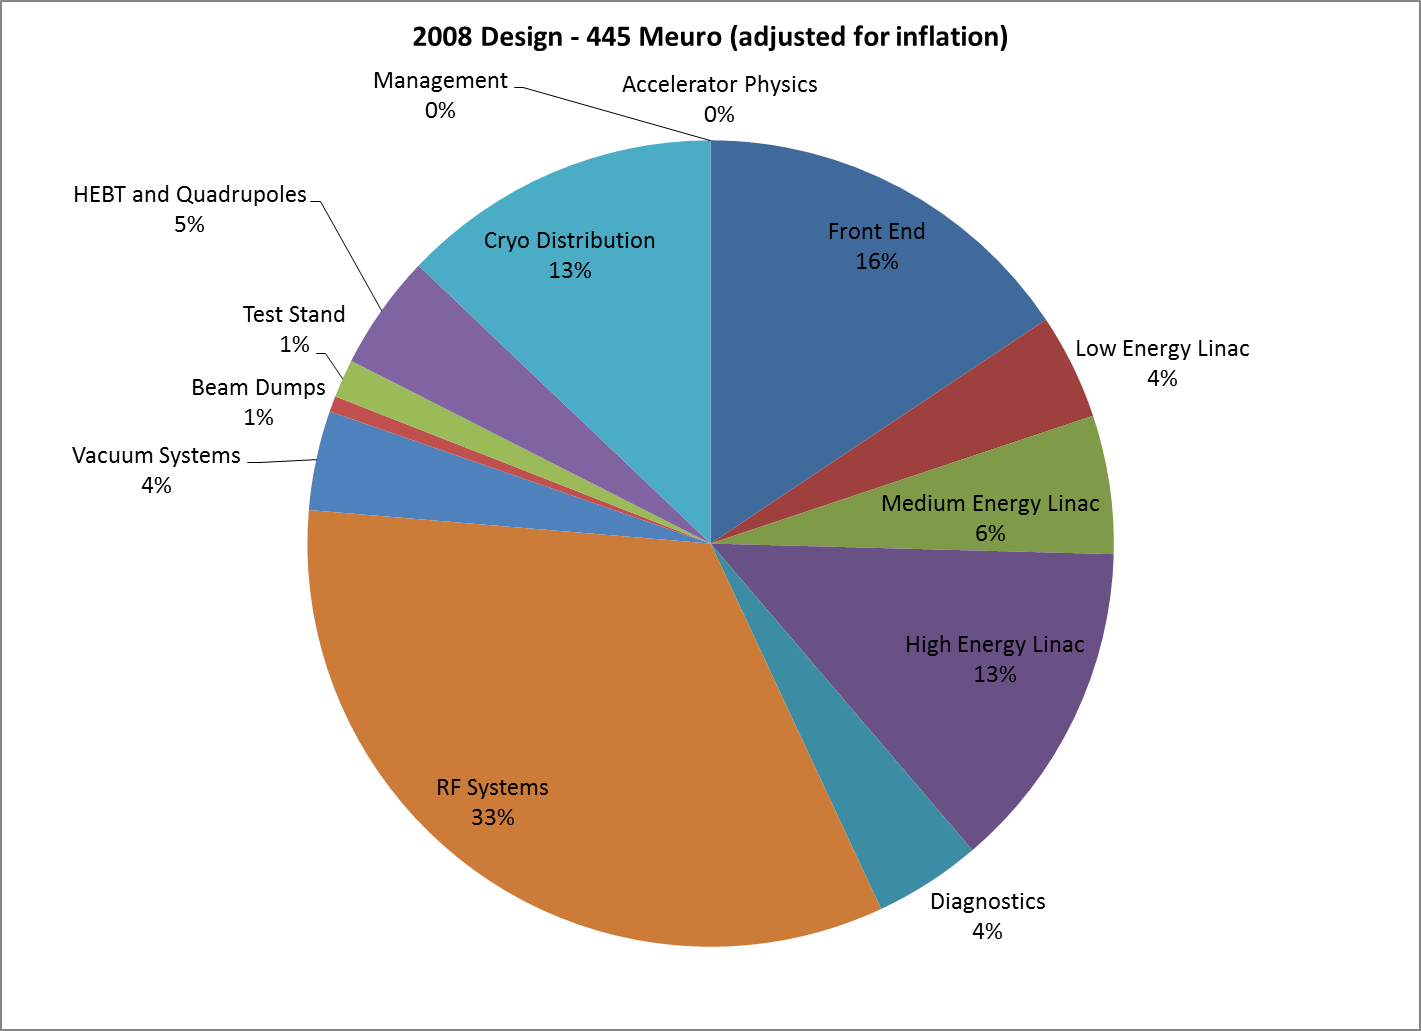 2008 Design - 445 Meuro (adjusted for inflation)
Management
0%
Accelerator Physics
0%
Front End
16%
Low Energy Linac
4%
Medium Energy Linac
6%
High Energy Linac
13%
Diagnostics
4%
RF Systems
33%
Vacuum Systems
4%
Beam Dumps
1%
Test Stand
1%
HEBT and Quadrupoles
5%
Cryo Distribution
13%